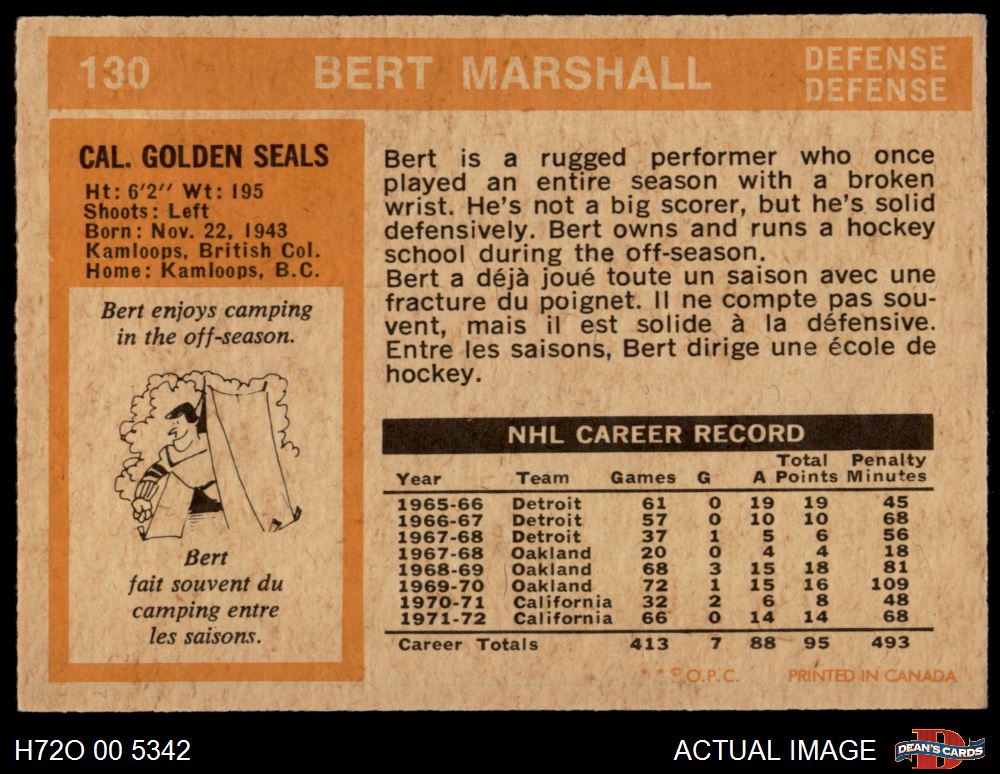 130 BERT MARSHALL DEFENSE
DEFENSE
CAL. GOLDEN SEALS
Ht: 6'2" Wt: 195
Shoots: Left
Born: Nov. 22, 1943
Kamloops, British Col.
Home: Kamloops, B.C.
Bert enjoys camping
in the off-season.
Bert
fait souvent du
camping entre
les saisons.
Bert is a rugged performer who once
played an entire season with a broken
wrist. He's not a big scorer, but he's solid
defensively. Bert owns and runs a hockey
school during the off-season.
Bert a déjà joué toute un saison avec une
fracture du poignet. Il ne compte pas sou-
vent, mais il est solide à la défensive.
Entre les saisons, Bert dirige une école de
hockey.
NHL CAREER RECORD
Total Penalty
Year Team Games G A Points Minutes
1965-66 Detroit 61 0 19 19 45
1966-67 Detroit 57 0 10 10 68
1967-68 Detroit 37 1 5 6 56
1967-68 Oakland 20 0 4 4 18
1968-69 Oakland 68 3 15 18 81
1969-70 Oakland 72 1 15 16 109
1970-71 California 32 2 6 8 48
1971-72 California 66 0 14 14 68
Career Totals 413 7 88 95 493
* * © O.P.C. PRINTED IN CANADA
H72O 00 5342 ACTUAL IMAGE DEAN'S CARDS